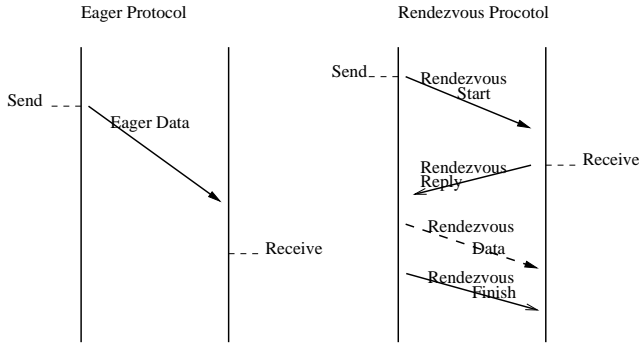 Eager Protocol
Send
Eager Data
Receive
Rendezvous Procotol
Send
Rendezvous
Start
Receive
Rendezvous
Reply
Rendezvous
Data
Rendezvous
Finish